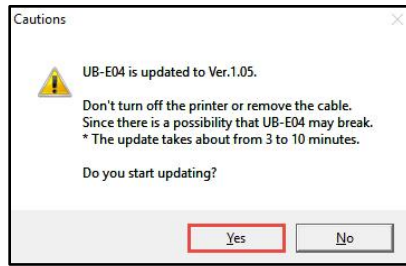 Cautions
UB-E04 is updated to Ver.1.05.
Don't turn off the printer or remove the cable.
Since there is a possibility that UB-E04 may break.
* The update takes about from 3 to 10 minutes.
Do you start updating?
Yes No